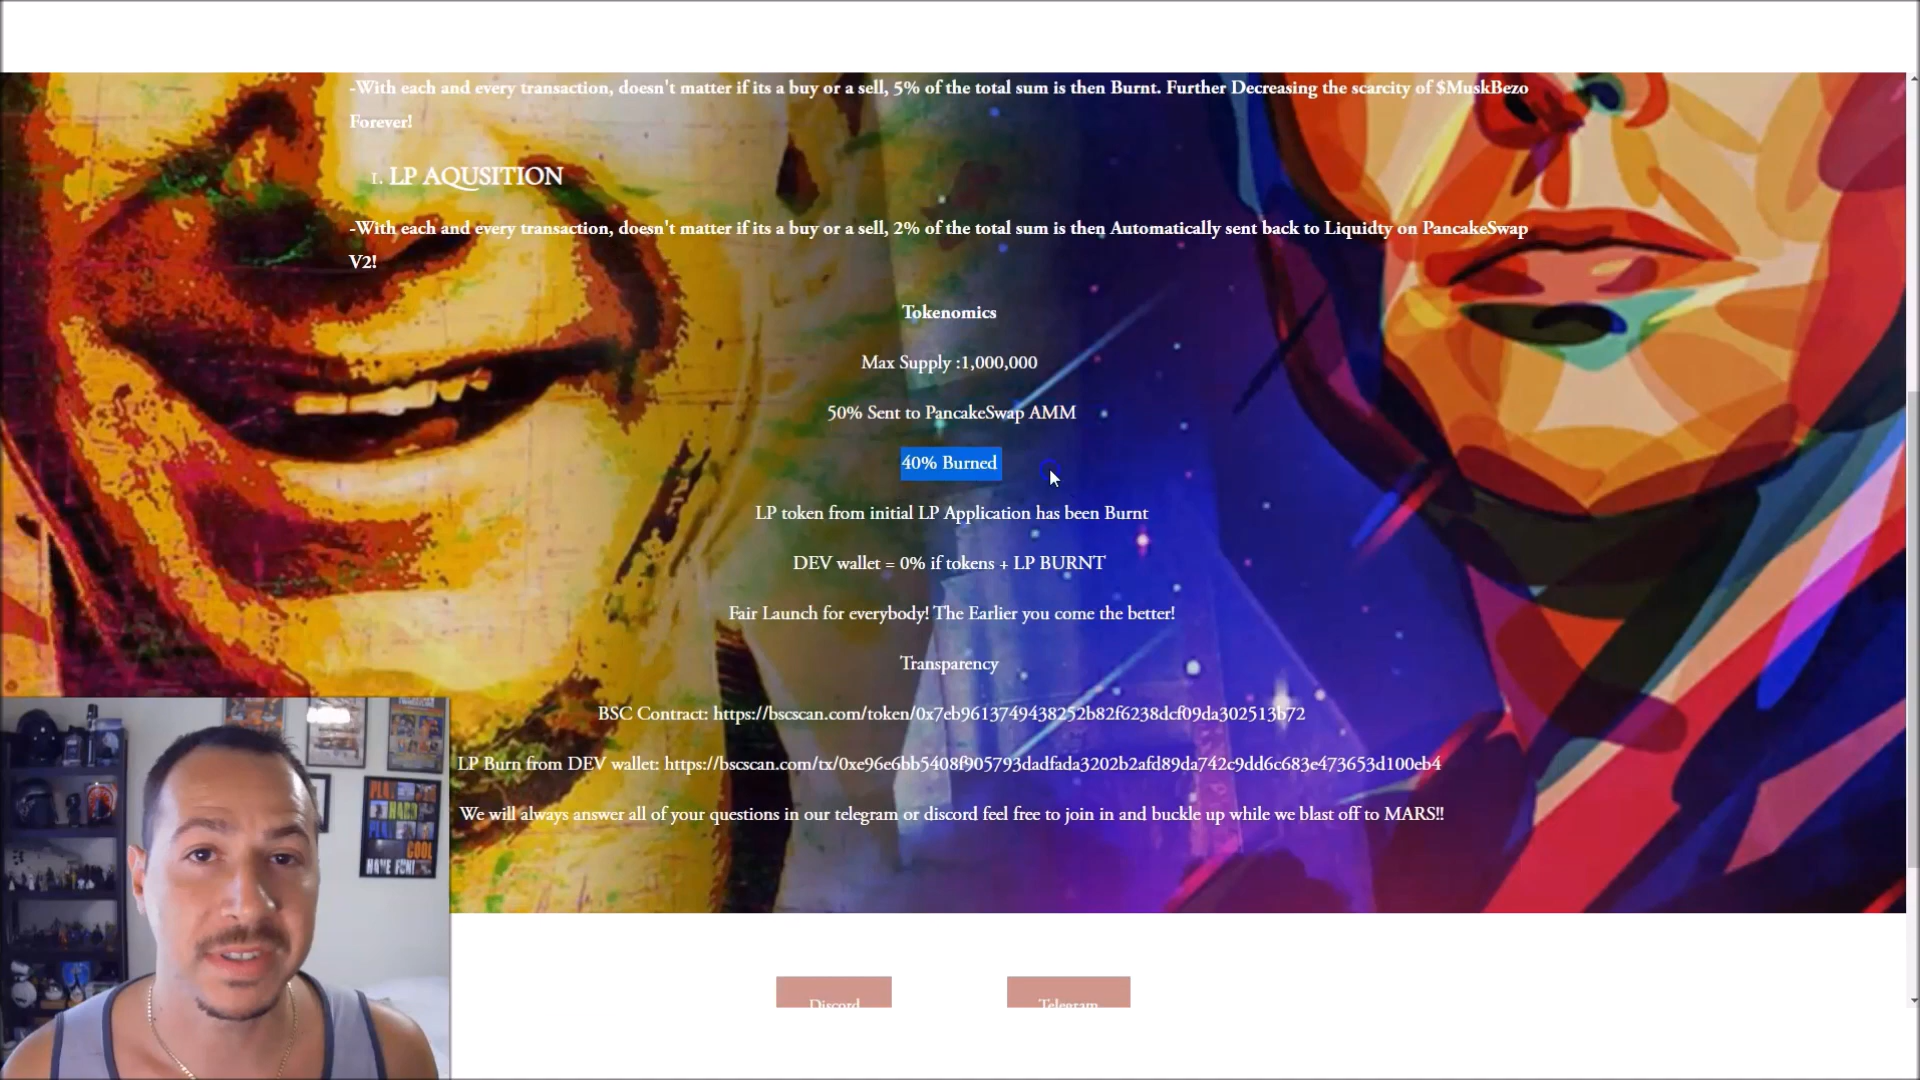 -With each and every transaction, doesn't matter if its a buy or a sell, 5% of the total sum is then Burnt. Further Decreasing the scarcity of $MuskBezo
Forever!
1. LP AQUSITION
-With each and every transaction, doesn't matter if its a buy or a sell, 2% of the total sum is then Automatically sent back to Liquidty on PancakeSwap
V2!
Tokenomics
Max Supply :1,000,000
50% Sent to PancakeSwap AMM
40% Burned
LP token from initial LP Application has been Burnt
DEV wallet = 0% if tokens + LP BURNT
Fair Launch for everybody! The Earlier you come the better!
Transparency
BSC Contract: https://bscscan.com/token/0x7eb9613749438252b82f6238dcf09da302513b72
LP Burn from DEV wallet: https://bscscan.com/tx/0xe96e6bb5408f905793dadfada3202b2afd89da742c9dd6c683e473653d100eb4
We will always answer all of your questions in our telegram or discord feel free to join in and buckle up while we blast off to MARS!!
PLAY
HARD
COOL
HAVE FUN!
Discord
Telegram